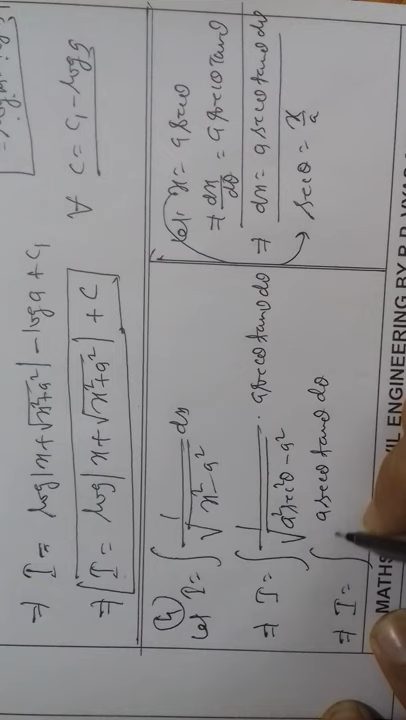 ⇒ I = log|x+√x²+a²| - log a + C₁
⇒ I = log|x+√x²+a²| + C
∀ C = C₁ - log a
(4)
Let I = ∫ 1/√x²-a² dx
⇒ I = ∫ 1/√a²sec²θ-a² · a secθ tanθ dθ
⇒ I = ∫ a secθ tanθ dθ
Let x = a secθ
⇒ dx/dθ = a secθ tanθ
⇒ dx = a secθ tanθ dθ
secθ = x/a
MATHS
IL ENGINEERING BY R.P. VYAS